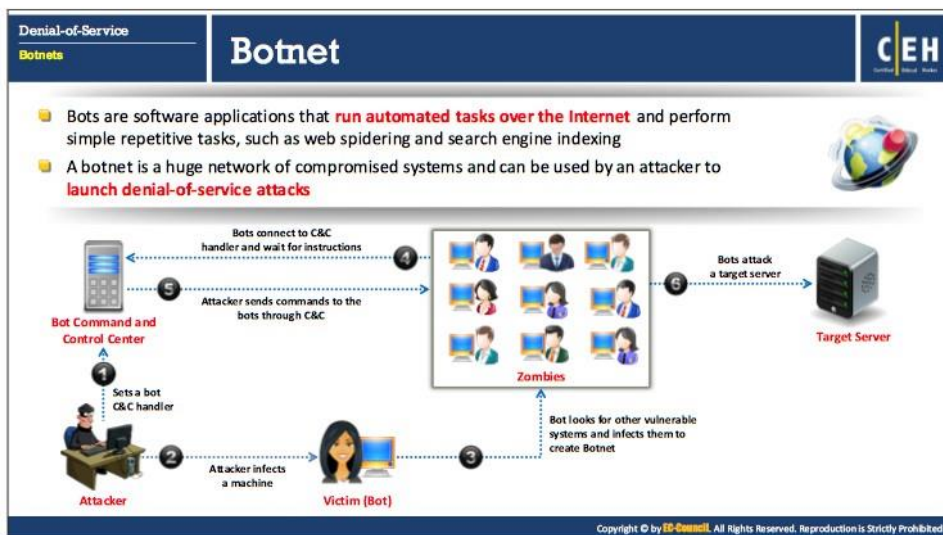 Denial-of-Service
Botnets
Botnet
C|EH
Certified Ethical Hacker
Bots are software applications that run automated tasks over the Internet and perform
simple repetitive tasks, such as web spidering and search engine indexing
A botnet is a huge network of compromised systems and can be used by an attacker to
launch denial-of-service attacks
Bots connect to C&C
handler and wait for instructions
4
5
Attacker sends commands to the
bots through C&C
Bot Command and
Control Center
Zombies
6
Bots attack
a target server
Target Server
1
Sets a bot
C&C handler
Attacker
2
Attacker infects
a machine
Victim (Bot)
3
Bot looks for other vulnerable
systems and infects them to
create Botnet
Copyright © by EC-Council. All Rights Reserved. Reproduction is Strictly Prohibited